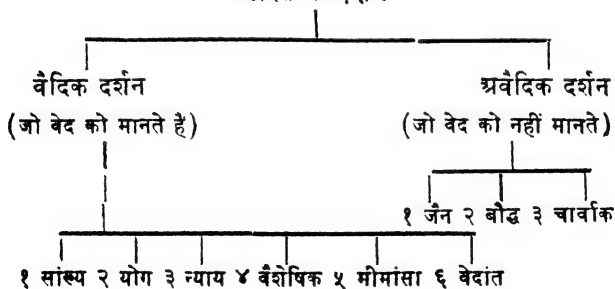 वैदिक दर्शन अवैदिक दर्शन
(जो वेद को मानते हैं) (जो वेद को नहीं मानते)
१ जैन २ बौद्ध ३ चार्वाक
१ सांख्य २ योग ३ न्याय ४ वैशेषिक ५ मीमांसा ६ वेदांत